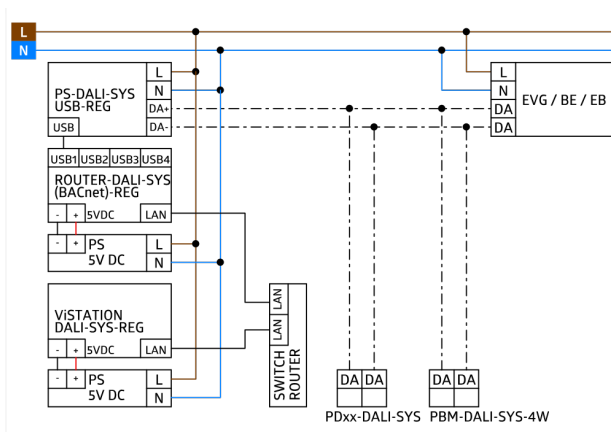 L
N
PS-DALI-SYS
USB-REG
L
N
DA+
DA-
USB
L
N
DA
DA
EVG / BE / EB
USB1 USB2 USB3 USB4
ROUTER-DALI-SYS
(BACnet)-REG
- + 5VDC LAN
- + PS
5V DC
L
N
ViSTATION
DALI-SYS-REG
- + 5VDC LAN
- + PS
5V DC
L
N
LAN
LAN
SWITCH
ROUTER
DA DA
PDxx-DALI-SYS
DA DA
PBM-DALI-SYS-4W